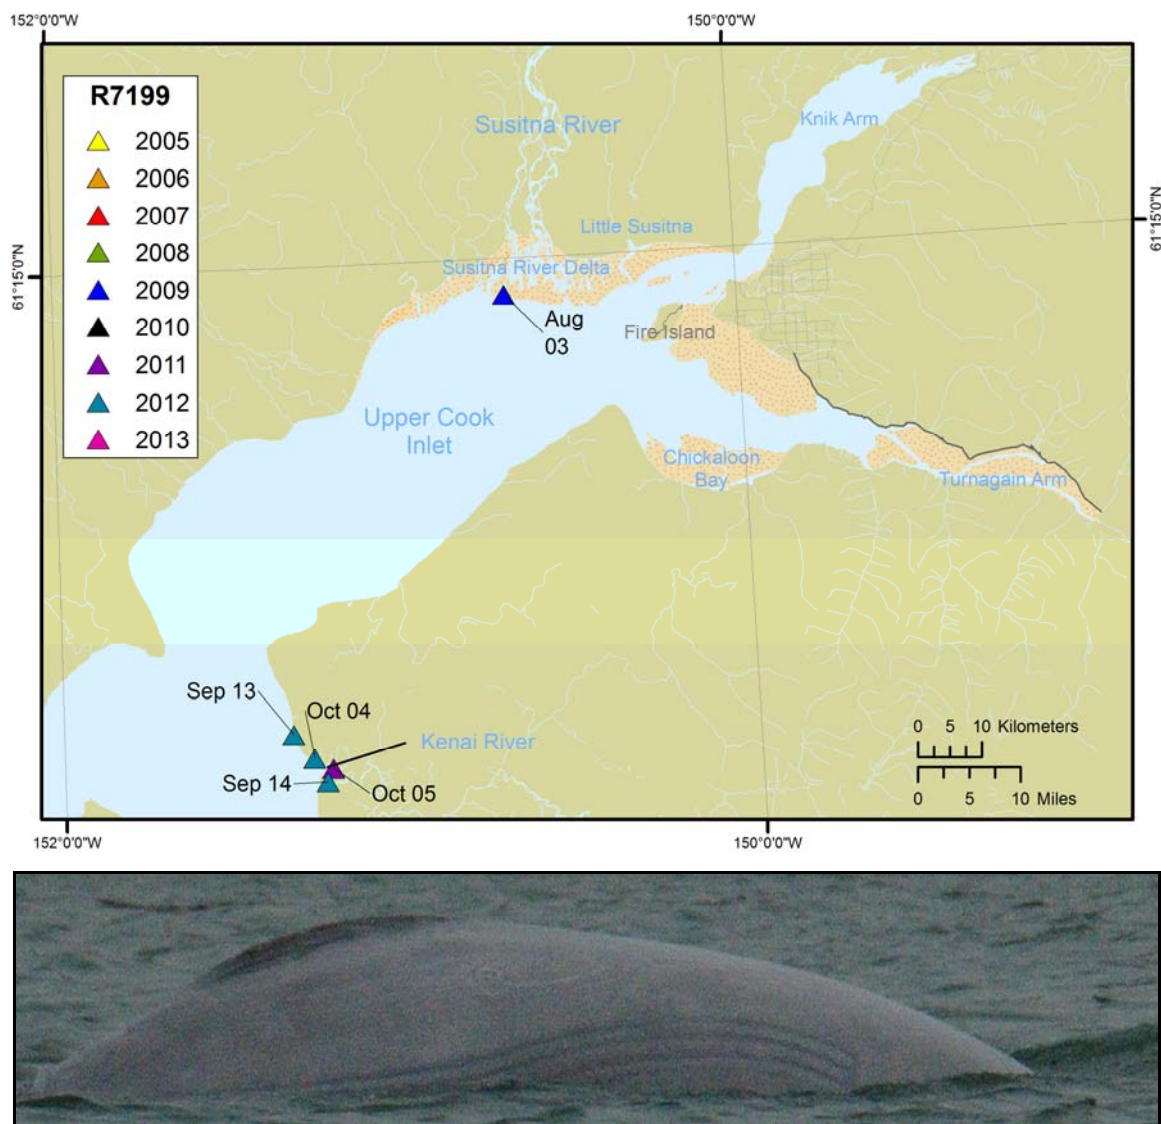 152°0'0"W
150°0'0"W
R7199
2005
2006
2007
2008
2009
2010
2011
2012
2013
Susitna River
Knik Arm
61°15'0"N
61°15'0"N
Little Susitna
Susitna River Delta
Aug
03
Fire Island
Upper Cook
Inlet
Chickaloon
Bay
Turnagain Arm
Sep 13
Oct 04
Kenai River
Sep 14
Oct 05
0 5 10 Kilometers
0 5 10 Miles
152°0'0"W
150°0'0"W